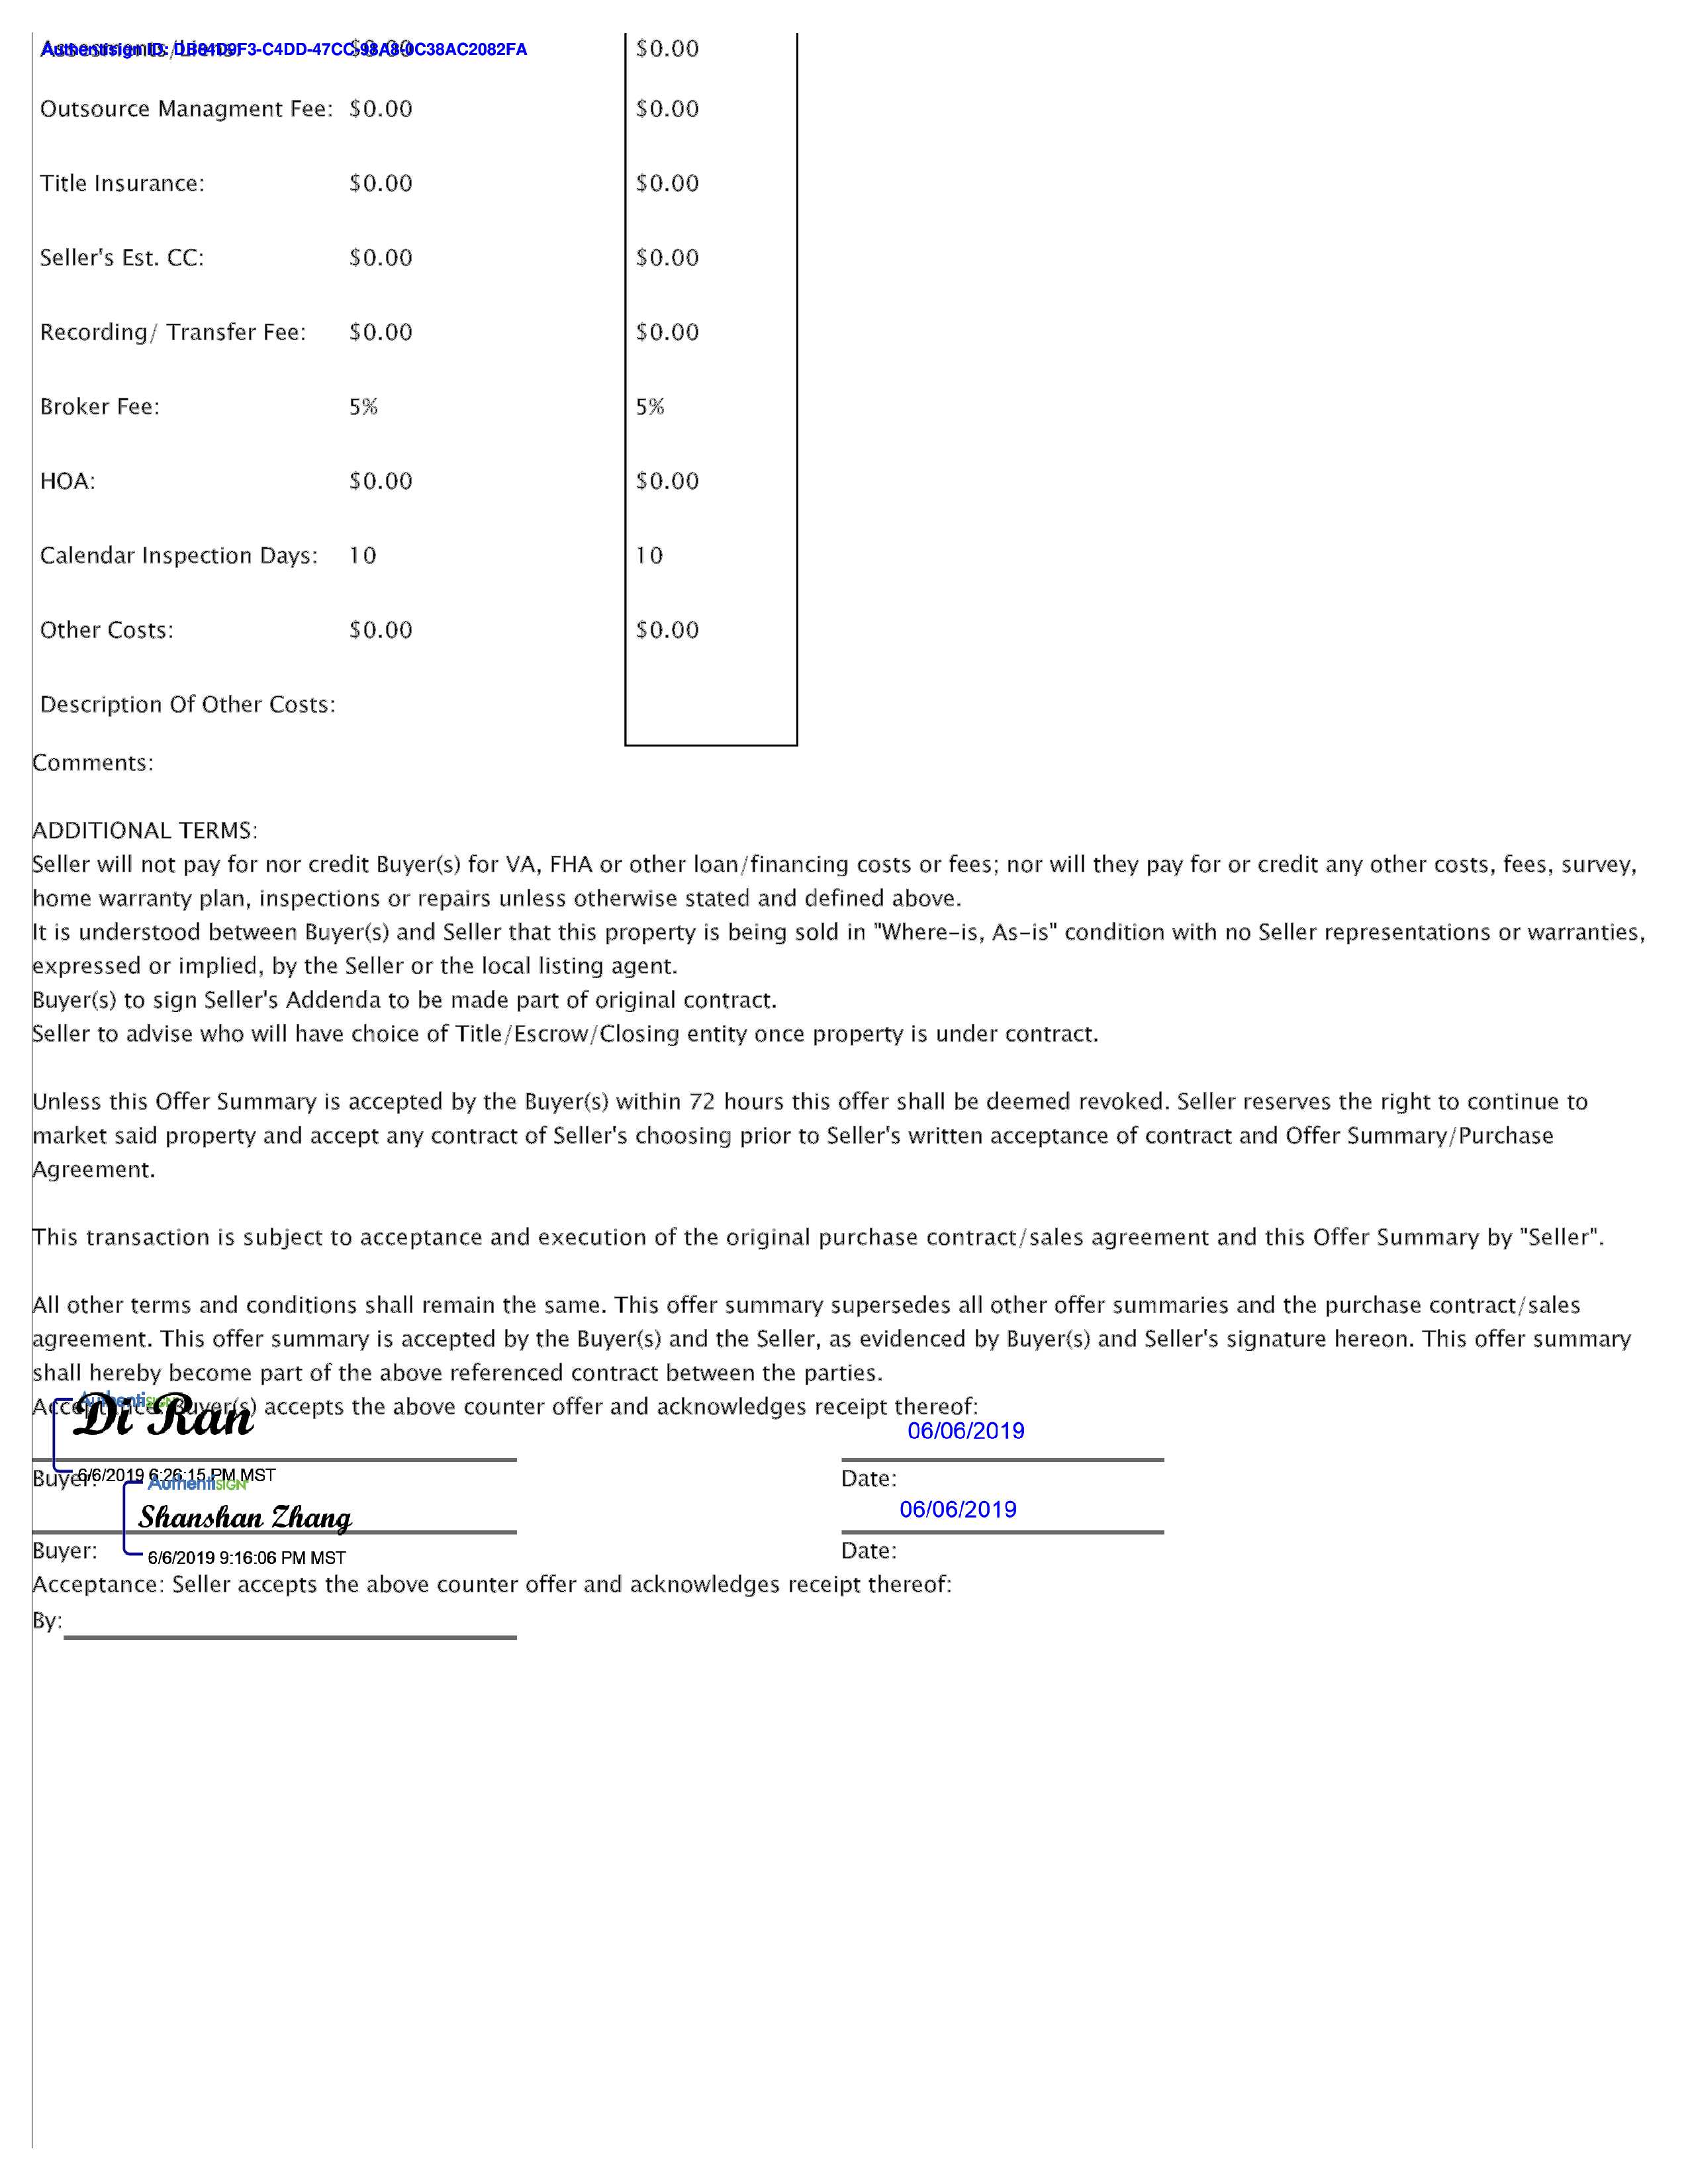 Authentisign ID: DB84D9F3-C4DD-47CC-98A8-0C38AC2082FA
Assessments/Liens: $0.00 $0.00
Outsource Managment Fee: $0.00 $0.00
Title Insurance: $0.00 $0.00
Seller's Est. CC: $0.00 $0.00
Recording/ Transfer Fee: $0.00 $0.00
Broker Fee: 5% 5%
HOA: $0.00 $0.00
Calendar Inspection Days: 10 10
Other Costs: $0.00 $0.00
Description Of Other Costs:
Comments:
ADDITIONAL TERMS:
Seller will not pay for nor credit Buyer(s) for VA, FHA or other loan/financing costs or fees; nor will they pay for or credit any other costs, fees, survey,
home warranty plan, inspections or repairs unless otherwise stated and defined above.
It is understood between Buyer(s) and Seller that this property is being sold in "Where-is, As-is" condition with no Seller representations or warranties,
expressed or implied, by the Seller or the local listing agent.
Buyer(s) to sign Seller's Addenda to be made part of original contract.
Seller to advise who will have choice of Title/Escrow/Closing entity once property is under contract.
Unless this Offer Summary is accepted by the Buyer(s) within 72 hours this offer shall be deemed revoked. Seller reserves the right to continue to
market said property and accept any contract of Seller's choosing prior to Seller's written acceptance of contract and Offer Summary/Purchase
Agreement.
This transaction is subject to acceptance and execution of the original purchase contract/sales agreement and this Offer Summary by "Seller".
All other terms and conditions shall remain the same. This offer summary supersedes all other offer summaries and the purchase contract/sales
agreement. This offer summary is accepted by the Buyer(s) and the Seller, as evidenced by Buyer(s) and Seller's signature hereon. This offer summary
shall hereby become part of the above referenced contract between the parties.
Acceptance: Buyer(s) accepts the above counter offer and acknowledges receipt thereof:
AuthentiSIGN
Di Ran 06/06/2019
Buyer: 6/6/2019 6:26:15 PM MST Date:
AuthentiSIGN
Shanshan Zhang 06/06/2019
Buyer: 6/6/2019 9:16:06 PM MST Date:
Acceptance: Seller accepts the above counter offer and acknowledges receipt thereof:
By: